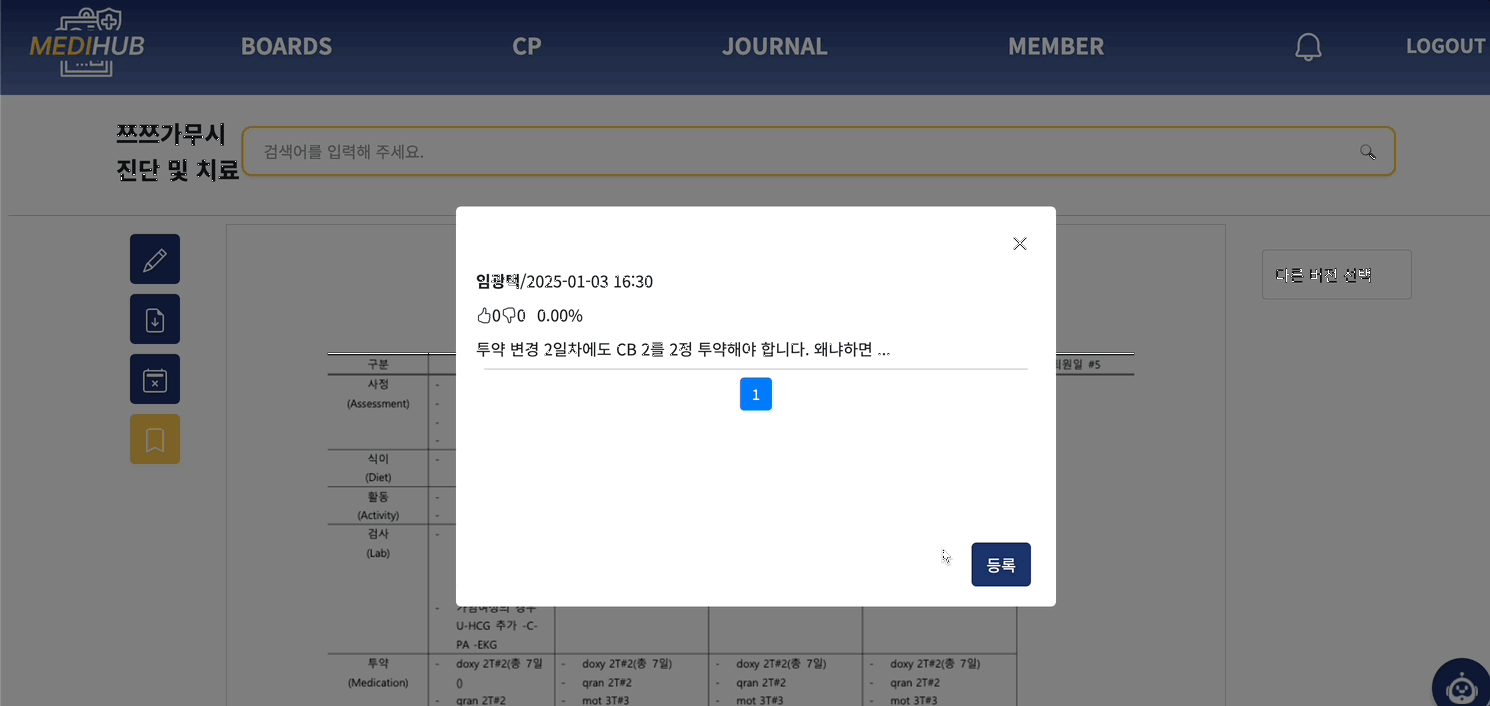 MEDIHUB
BOARDS
CP
JOURNAL
MEMBER
LOGOUT
쯔쯔가무시
진단 및 치료
검색어를 입력해 주세요.
다른 버전 선택
임광택/2025-01-03 16:30
0 0 0.00%
투약 변경 2일차에도 CB 2를 2정 투약해야 합니다. 왜냐하면 ...
1
등록
구분
퇴원일 #5
사정
(Assessment)
-
-
-
-
식이
(Diet)
-
활동
(Activity)
-
-
검사
(Lab)
-
- 가임여성의 경우
U-HCG 추가 -C-
PA -EKG
투약
(Medication)
- doxy 2T#2(총 7일
()
- qran 2T#2
- doxy 2T#2(총 7일)
- qran 2T#2
- mot 3T#3
- doxy 2T#2(총 7일)
- qran 2T#2
- mot 3T#3
- doxy 2T#2(총 7일)
- qran 2T#2
- mot 3T#3